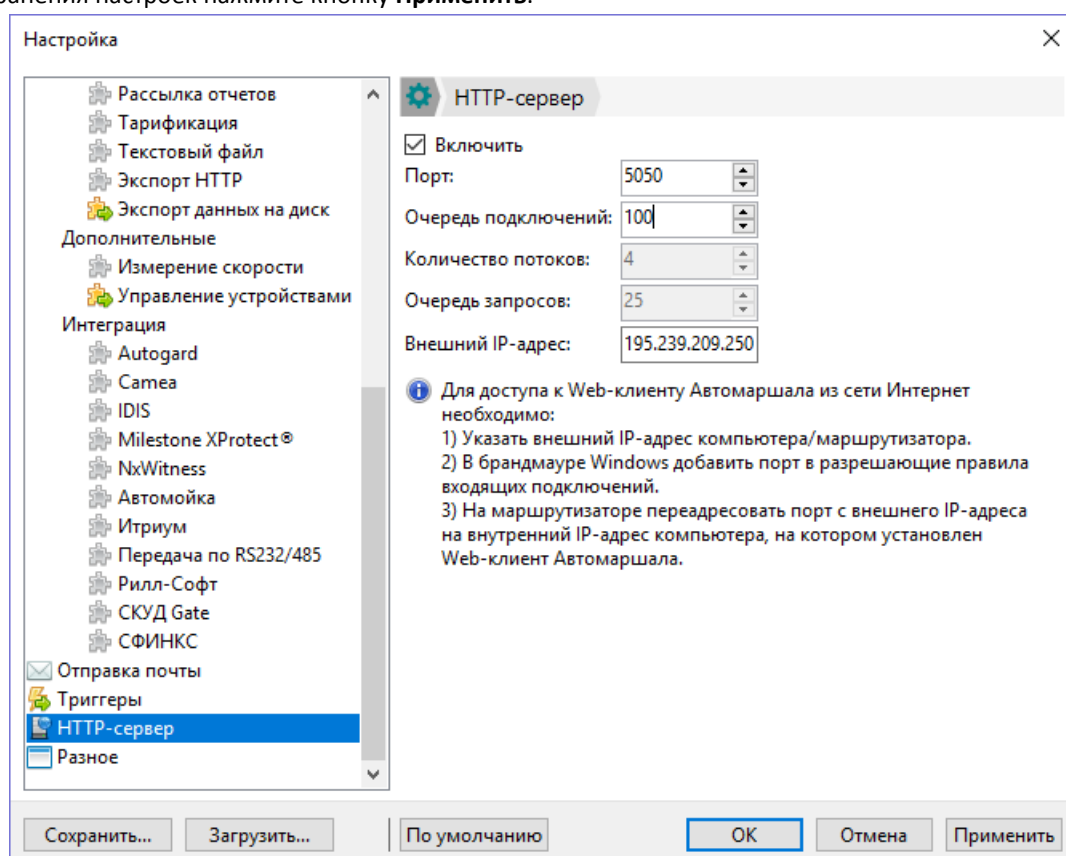 нажмите кнопку Применить.
Настройка
Рассылка отчетов
Тарификация
Текстовый файл
Экспорт HTTP
Экспорт данных на диск
Дополнительные
Измерение скорости
Управление устройствами
Интеграция
Autogard
Camea
IDIS
Milestone XProtect®
NxWitness
Автомойка
Итриум
Передача по RS232/485
Рилл-Софт
СКУД Gate
СФИНКС
Отправка почты
Триггеры
HTTP-сервер
Разное
HTTP-сервер
Включить
Порт: 5050
Очередь подключений: 100
Количество потоков: 4
Очередь запросов: 25
Внешний IP-адрес: 195.239.209.250
Для доступа к Web-клиенту Автомаршала из сети Интернет
необходимо:
1) Указать внешний IP-адрес компьютера/маршрутизатора.
2) В брандмауре Windows добавить порт в разрешающие правила
входящих подключений.
3) На маршрутизаторе переадресовать порт с внешнего IP-адреса
на внутренний IP-адрес компьютера, на котором установлен
Web-клиент Автомаршала.
Сохранить... Загрузить... По умолчанию OK Отмена Применить